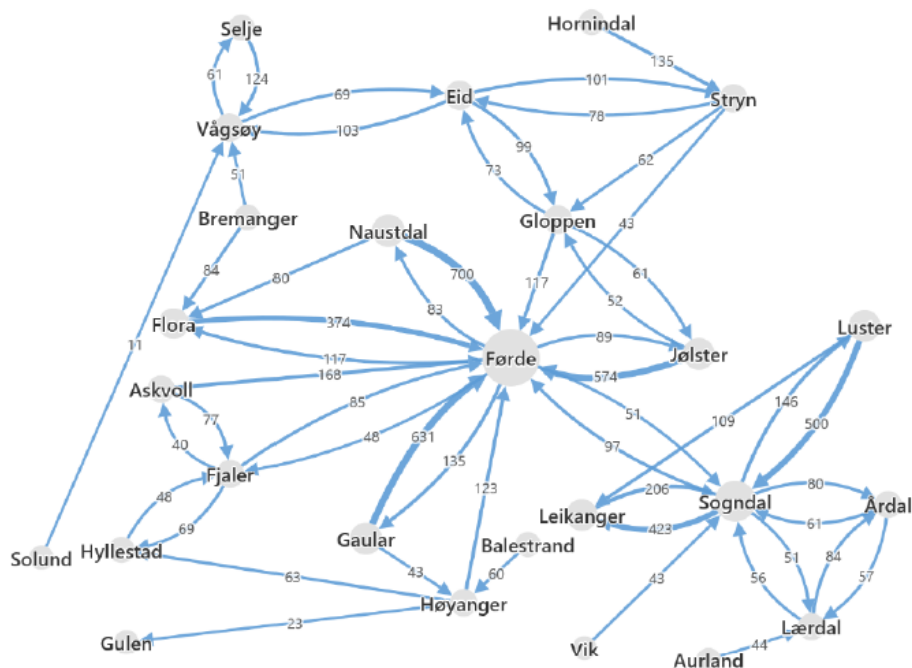 Hornindal
Selje
135
61
124
69
Eid
101
Stryn
78
Vågsøy
103
99
62
73
51
Bremanger
Gloppen
43
Naustdal
84
80
700
117
61
52
83
Flora
374
89
Luster
11
117
Førde
Jølster
Askvoll
168
574
77
85
51
146
109
500
40
631
48
97
Fjaler
135
48
123
206
80
Sogndal
Årdal
Leikanger
61
69
423
Gaular
Balestrand
Hyllestad
Solund
43
60
51
84
63
43
56
57
Høyanger
23
Lærdal
Gulen
44
Vik
Aurland